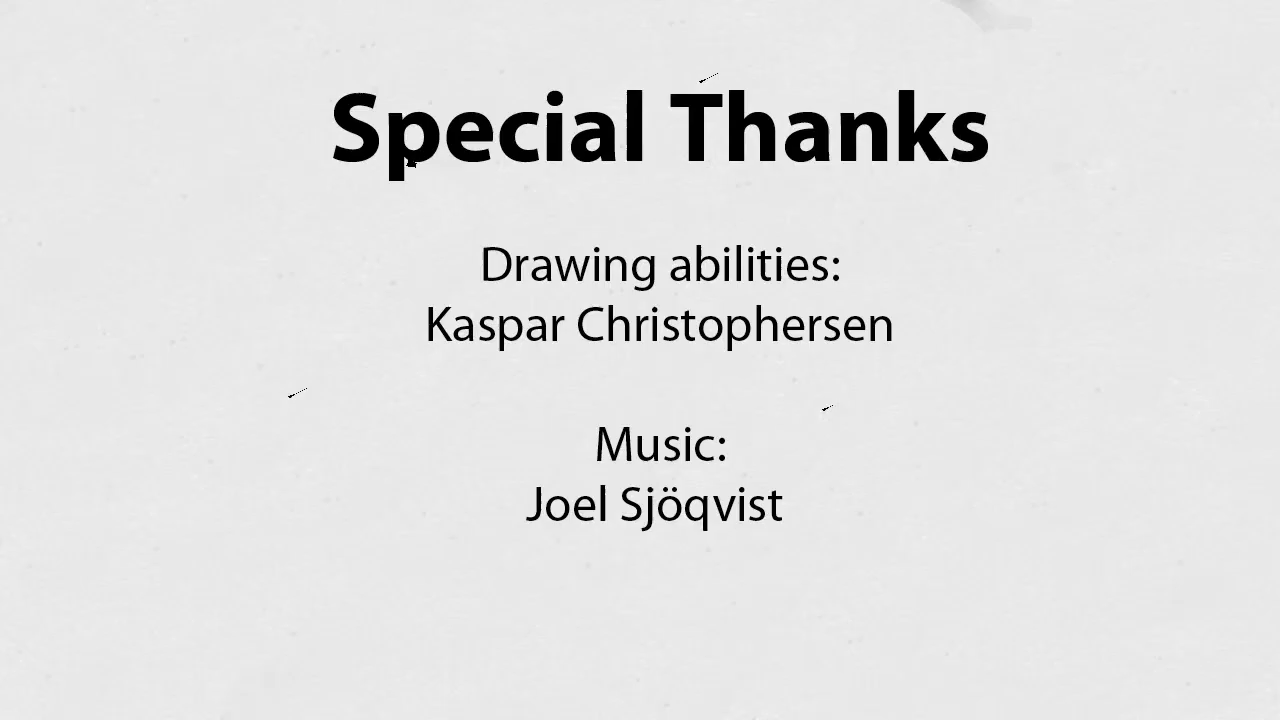 Special Thanks
Drawing abilities:
Kaspar Christophersen
Music:
Joel Sjöqvist